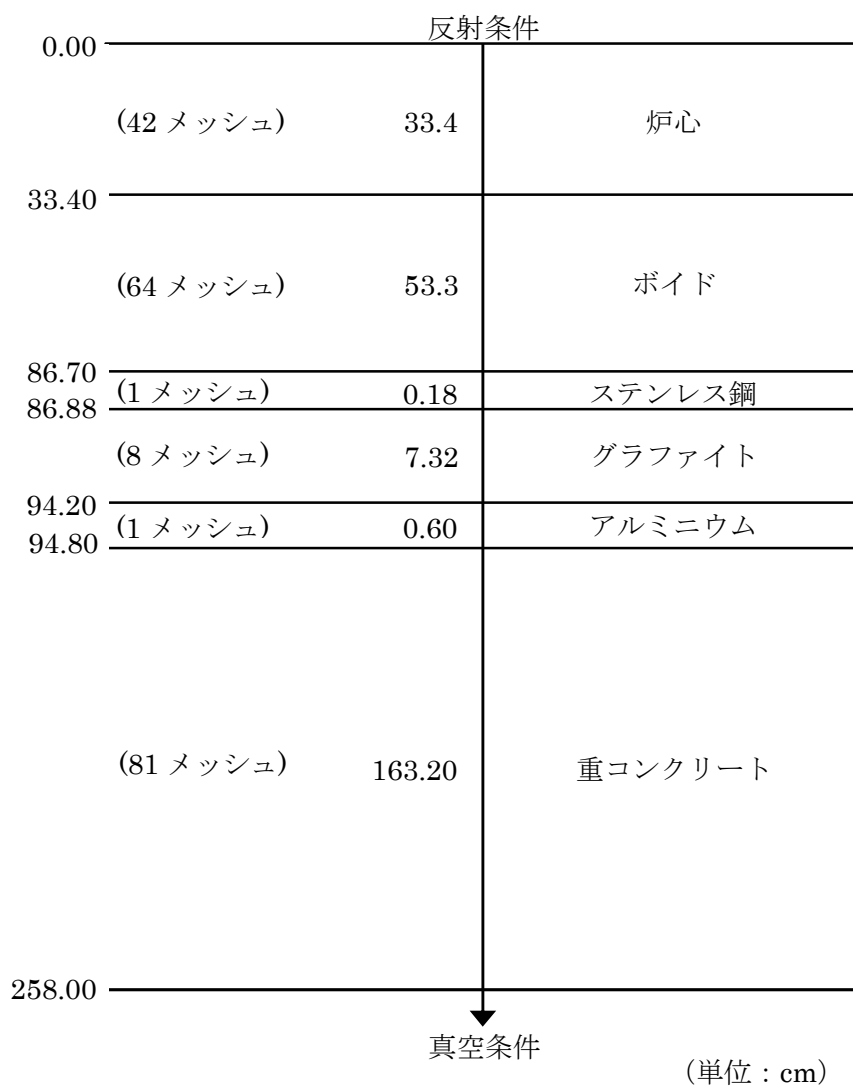 反射条件
0.00
(42 メッシュ) 33.4 炉心
33.40
(64 メッシュ) 53.3 ボイド
86.70
(1 メッシュ) 0.18 ステンレス鋼
86.88
(8 メッシュ) 7.32 グラファイト
94.20
(1 メッシュ) 0.60 アルミニウム
94.80
(81 メッシュ) 163.20 重コンクリート
258.00
真空条件
(単位:cm)